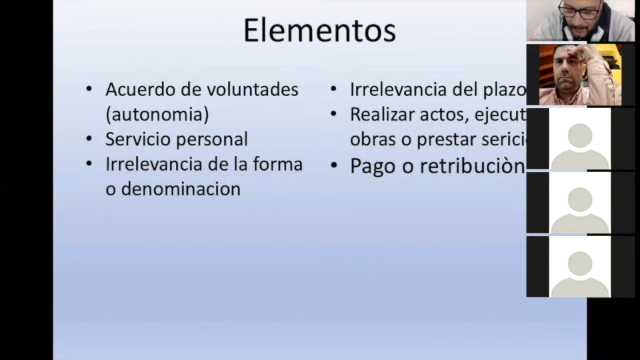 Elementos
• Acuerdo de voluntades
(autonomia)
• Servicio personal
• Irrelevancia de la forma
o denominacion
• Irrelevancia del plazo
• Realizar actos, ejecut
obras o prestar serici
• Pago o retribuciòn